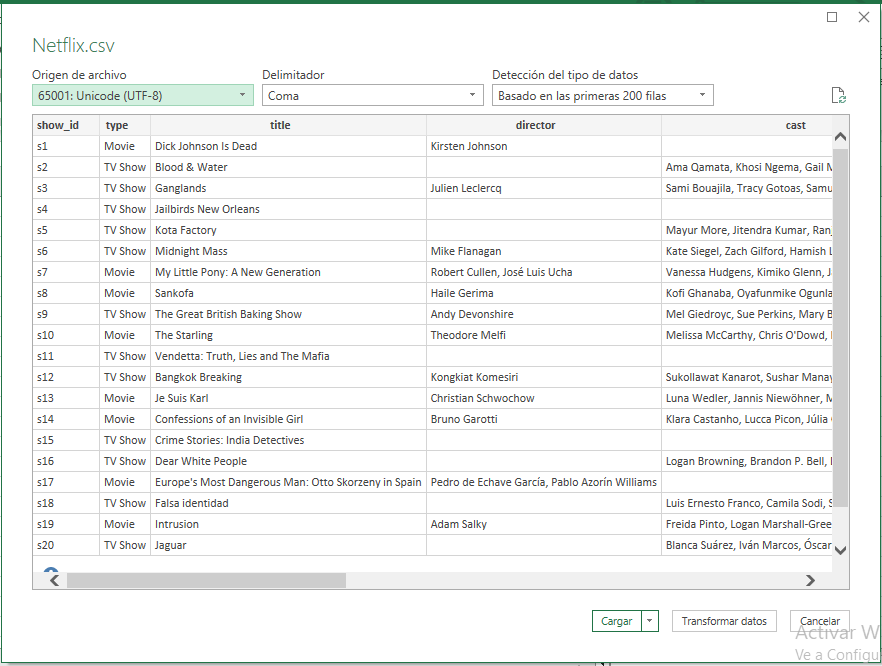 Netflix.csv
Origen de archivo Delimitador Detección del tipo de datos
65001: Unicode (UTF-8) Coma Basado en las primeras 200 filas
show_id type title director cast
s1 Movie Dick Johnson Is Dead Kirsten Johnson
s2 TV Show Blood & Water Ama Qamata, Khosi Ngema, Gail
s3 TV Show Ganglands Julien Leclercq Sami Bouajila, Tracy Gotoas, Samu
s4 TV Show Jailbirds New Orleans
s5 TV Show Kota Factory Mayur More, Jitendra Kumar, Ran
s6 TV Show Midnight Mass Mike Flanagan Kate Siegel, Zach Gilford, Hamish
s7 Movie My Little Pony: A New Generation Robert Cullen, José Luis Ucha Vanessa Hudgens, Kimiko Glenn,
s8 Movie Sankofa Haile Gerima Kofi Ghanaba, Oyafunmike Ogunla
s9 TV Show The Great British Baking Show Andy Devonshire Mel Giedroyc, Sue Perkins, Mary
s10 Movie The Starling Theodore Melfi Melissa McCarthy, Chris O'Dowd,
s11 TV Show Vendetta: Truth, Lies and The Mafia
s12 TV Show Bangkok Breaking Kongkiat Komesiri Sukollawat Kanarot, Sushar Manay
s13 Movie Je Suis Karl Christian Schwochow Luna Wedler, Jannis Niewöhner,
s14 Movie Confessions of an Invisible Girl Bruno Garotti Klara Castanho, Lucca Picon, Júlia
s15 TV Show Crime Stories: India Detectives
s16 TV Show Dear White People Logan Browning, Brandon P. Bell,
s17 Movie Europe's Most Dangerous Man: Otto Skorzeny in Spain Pedro de Echave García, Pablo Azorín Williams
s18 TV Show Falsa identidad Luis Ernesto Franco, Camila Sodi,
s19 Movie Intrusion Adam Salky Freida Pinto, Logan Marshall-Gree
s20 TV Show Jaguar Blanca Suárez, Iván Marcos, Óscar
Cargar Transformar datos Cancelar
Activar W
Ve a Configu